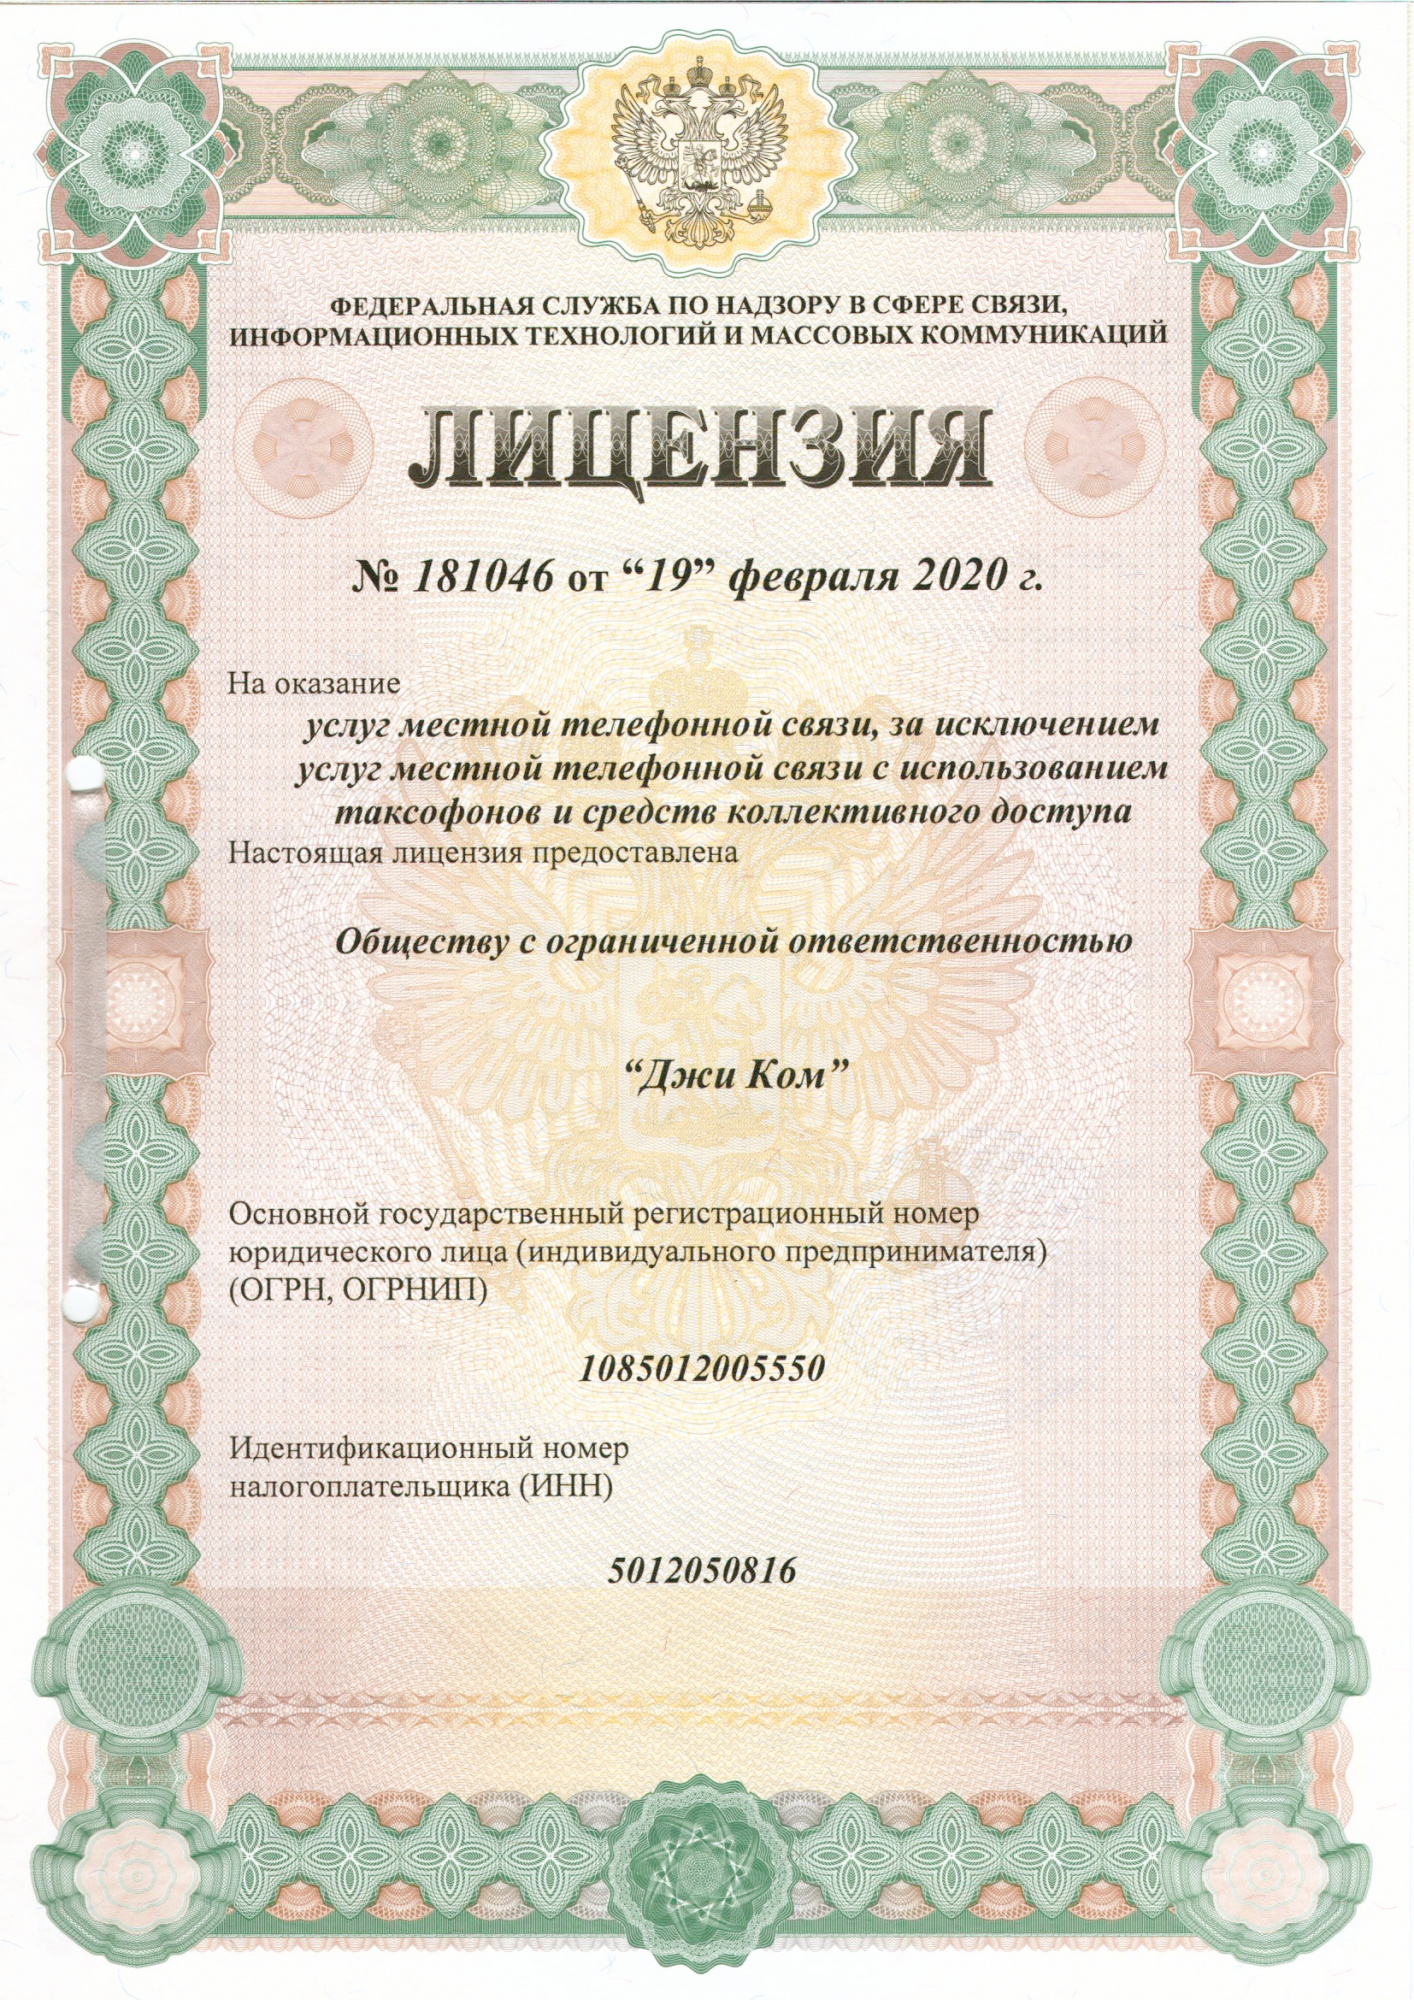 ФЕДЕРАЛЬНАЯ СЛУЖБА ПО НАДЗОРУ В СФЕРЕ СВЯЗИ,
ИНФОРМАЦИОННЫХ ТЕХНОЛОГИЙ И МАССОВЫХ КОММУНИКАЦИЙ
ЛИЦЕНЗИЯ
№ 181046 от “19” февраля 2020 г.
На оказание
услуг местной телефонной связи, за исключением
услуг местной телефонной связи с использованием
таксофонов и средств коллективного доступа
Настоящая лицензия предоставлена
Обществу с ограниченной ответственностью
“Джи Ком”
Основной государственный регистрационный номер
юридического лица (индивидуального предпринимателя)
(ОГРН, ОГРНИП)
1085012005550
Идентификационный номер
налогоплательщика (ИНН)
5012050816